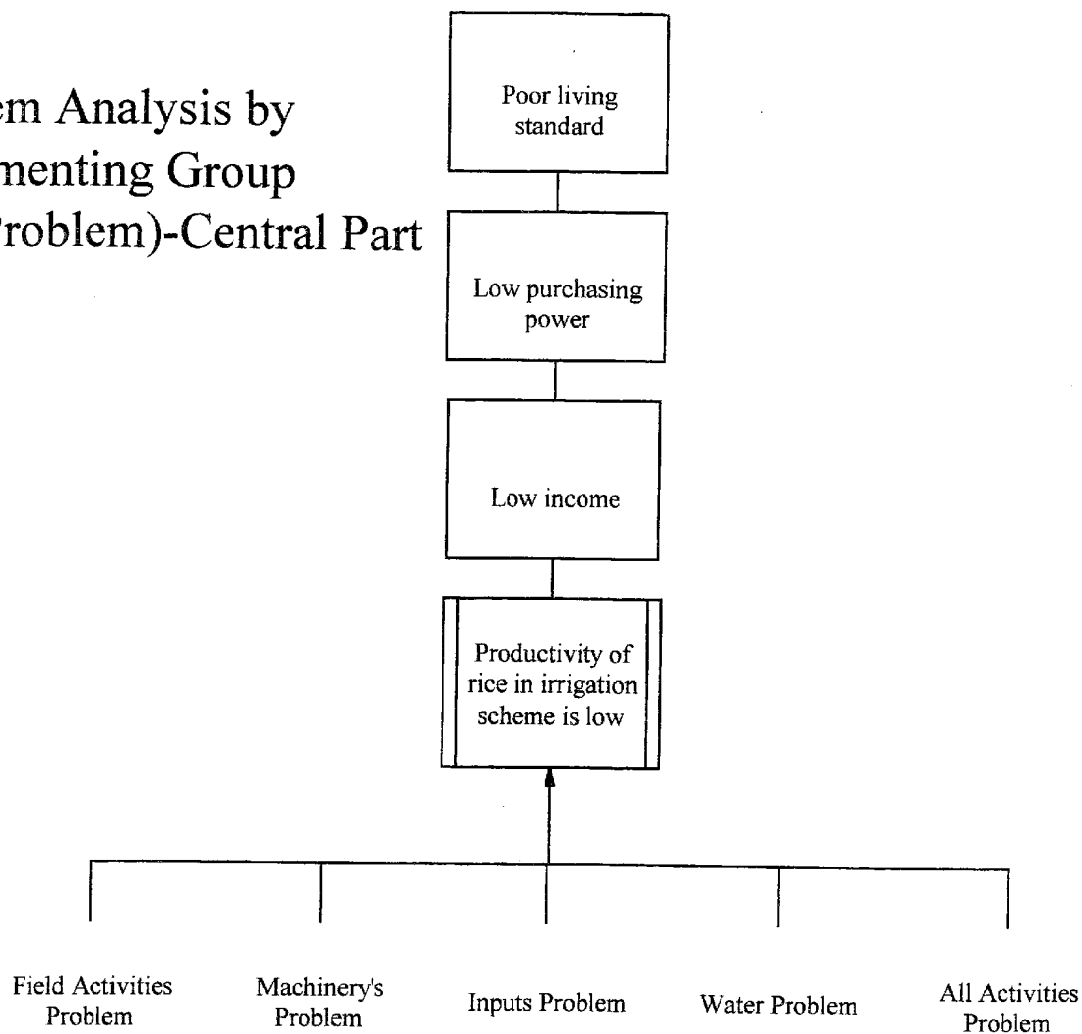 em Analysis by
menting Group
roblem)-Central Part
Poor living
standard
Low purchasing
power
Low income
Productivity of
rice in irrigation
scheme is low
Field Activities
Problem
Machinery's
Problem
Inputs Problem
Water Problem
All Activities
Problem